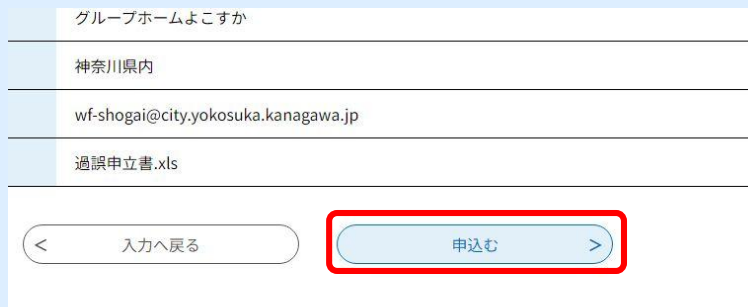 グループホームよこすか
神奈川県内
wf-shogai@city.yokosuka.kanagawa.jp
過誤申立書.xls
< 入力へ戻る
申込む >